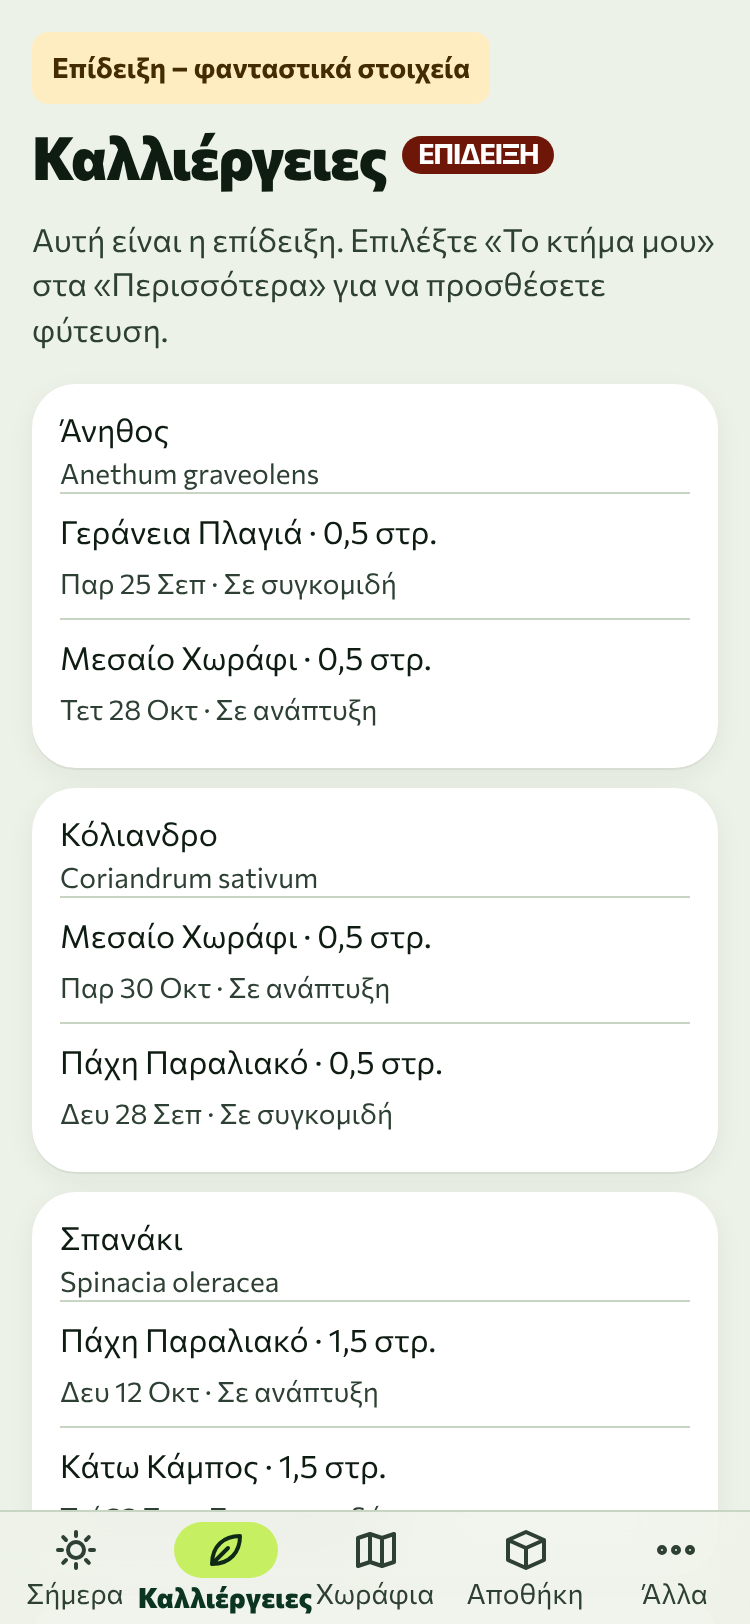 Επίδειξη – φανταστικά στοιχεία
Καλλιέργειες ΕΠΙΔΕΙΞΗ
Αυτή είναι η επίδειξη. Επιλέξτε «Το κτήμα μου»
στα «Περισσότερα» για να προσθέσετε
φύτευση.
Άνηθος
Anethum graveolens
Γεράνεια Πλαγιά · 0,5 στρ.
Παρ 25 Σεπ · Σε συγκομιδή
Μεσαίο Χωράφι · 0,5 στρ.
Τετ 28 Οκτ · Σε ανάπτυξη
Κόλιανδρο
Coriandrum sativum
Μεσαίο Χωράφι · 0,5 στρ.
Παρ 30 Οκτ · Σε ανάπτυξη
Πάχη Παραλιακό · 0,5 στρ.
Δευ 28 Σεπ · Σε συγκομιδή
Σπανάκι
Spinacia oleracea
Πάχη Παραλιακό · 1,5 στρ.
Δευ 12 Οκτ · Σε ανάπτυξη
Κάτω Κάμπος · 1,5 στρ.
Σήμερα Καλλιέργειες Χωράφια Αποθήκη Άλλα